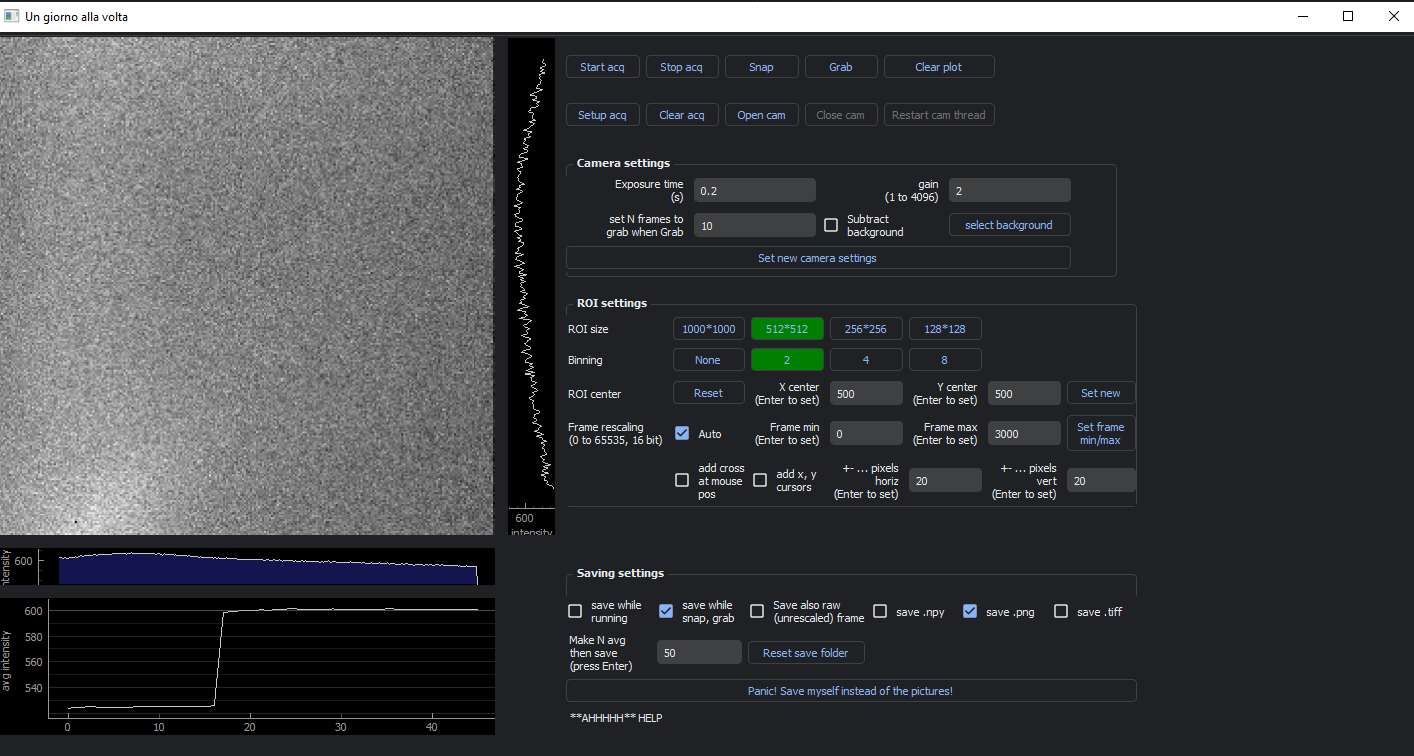 Un giorno alla volta
Start acq
Stop acq
Snap
Grab
Clear plot
Setup acq
Clear acq
Open cam
Close cam
Restart cam thread
Camera settings
Exposure time
(s)
0.2
gain
(1 to 4096)
2
set N frames to
grab when Grab
10
Subtract
background
select background
Set new camera settings
ROI settings
ROI size
1000*1000
512*512
256*256
128*128
Binning
None
2
4
8
ROI center
Reset
X center
(Enter to set)
500
Y center
(Enter to set)
500
Set new
Frame rescaling
(0 to 65535, 16 bit)
Auto
Frame min
(Enter to set)
0
Frame max
(Enter to set)
3000
Set frame
min/max
add cross
at mouse
pos
add x, y
cursors
+- ... pixels
horiz
(Enter to set)
20
+- ... pixels
vert
(Enter to set)
20
600
intensity
600
intensity
Saving settings
save while
running
save while
snap, grab
Save also raw
(unrescaled) frame
save .npy
save .png
save .tiff
Make N avg
then save
(press Enter)
50
Reset save folder
Panic! Save myself instead of the pictures!
**AHHHHH** HELP
avg intensity
600
580
560
540
0
10
20
30
40